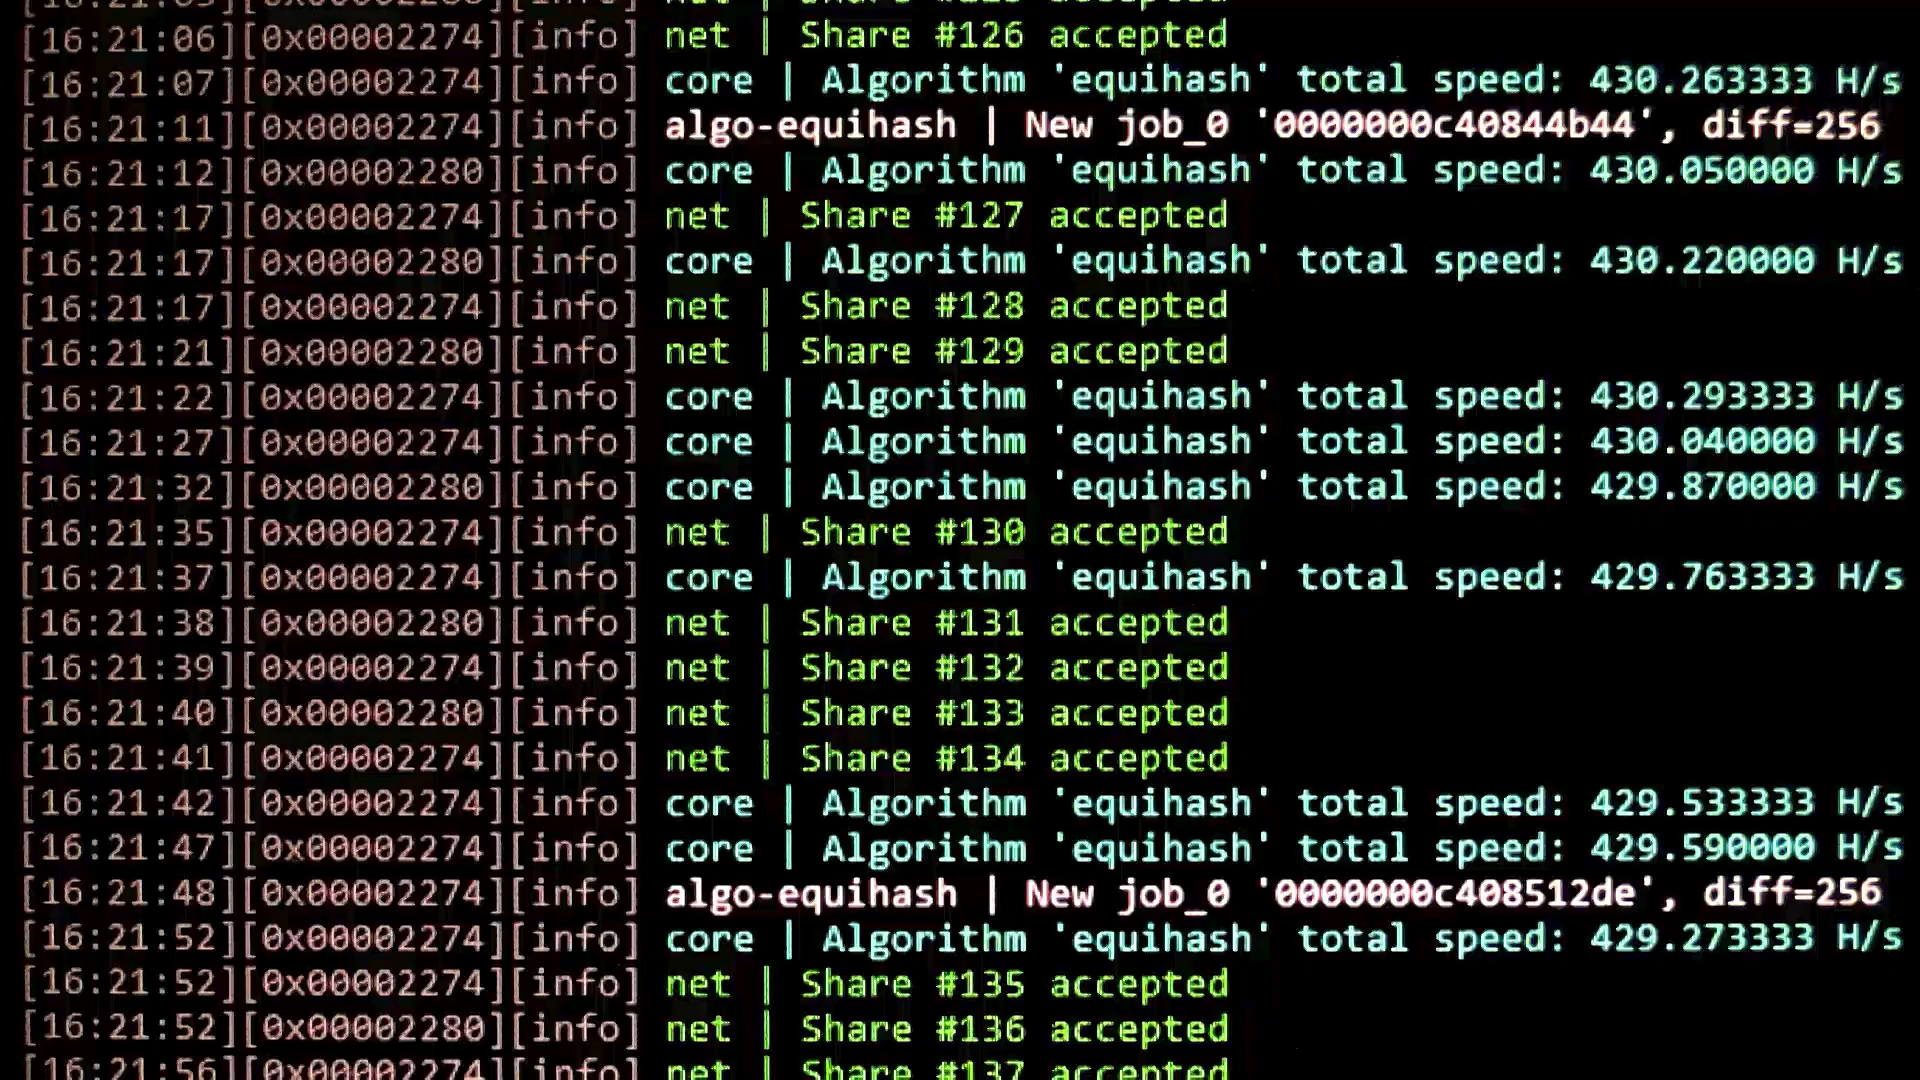 [16:21:06][0x00002274][info] net | Share #126 accepted
[16:21:07][0x00002274][info] core | Algorithm 'equihash' total speed: 430.263333 H/s
[16:21:11][0x00002274][info] algo-equihash | New job_0 '0000000c40844b44', diff=256
[16:21:12][0x00002280][info] core | Algorithm 'equihash' total speed: 430.050000 H/s
[16:21:17][0x00002274][info] net | Share #127 accepted
[16:21:17][0x00002280][info] core | Algorithm 'equihash' total speed: 430.220000 H/s
[16:21:17][0x00002274][info] net | Share #128 accepted
[16:21:21][0x00002280][info] net | Share #129 accepted
[16:21:22][0x00002274][info] core | Algorithm 'equihash' total speed: 430.293333 H/s
[16:21:27][0x00002274][info] core | Algorithm 'equihash' total speed: 430.040000 H/s
[16:21:32][0x00002280][info] core | Algorithm 'equihash' total speed: 429.870000 H/s
[16:21:35][0x00002274][info] net | Share #130 accepted
[16:21:37][0x00002274][info] core | Algorithm 'equihash' total speed: 429.763333 H/s
[16:21:38][0x00002280][info] net | Share #131 accepted
[16:21:39][0x00002274][info] net | Share #132 accepted
[16:21:40][0x00002280][info] net | Share #133 accepted
[16:21:41][0x00002274][info] net | Share #134 accepted
[16:21:42][0x00002274][info] core | Algorithm 'equihash' total speed: 429.533333 H/s
[16:21:47][0x00002274][info] core | Algorithm 'equihash' total speed: 429.590000 H/s
[16:21:48][0x00002274][info] algo-equihash | New job_0 '0000000c408512de', diff=256
[16:21:52][0x00002274][info] core | Algorithm 'equihash' total speed: 429.273333 H/s
[16:21:52][0x00002274][info] net | Share #135 accepted
[16:21:52][0x00002280][info] net | Share #136 accepted
[16:21:56][0x00002274][info] net | Share #137 accepted